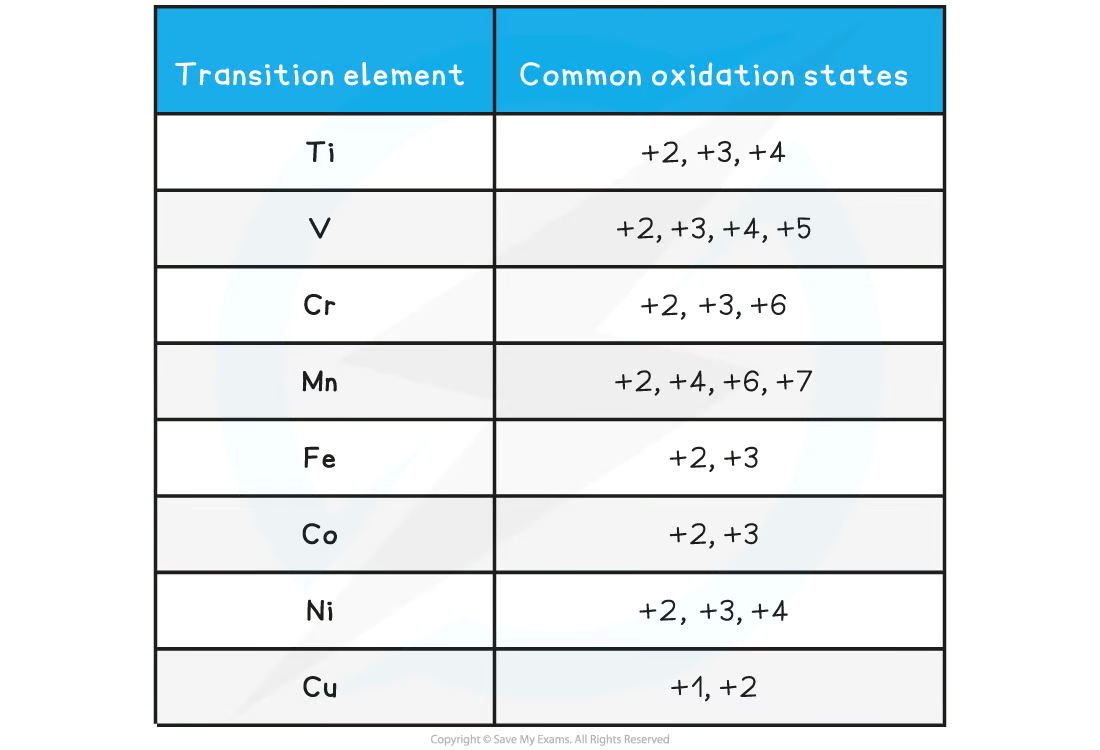 Transition element Common oxidation states
Ti +2, +3, +4
V +2, +3, +4, +5
Cr +2, +3, +6
Mn +2, +4, +6, +7
Fe +2, +3
Co +2, +3
Ni +2, +3, +4
Cu +1, +2
Copyright © Save My Exams. All Rights Reserved